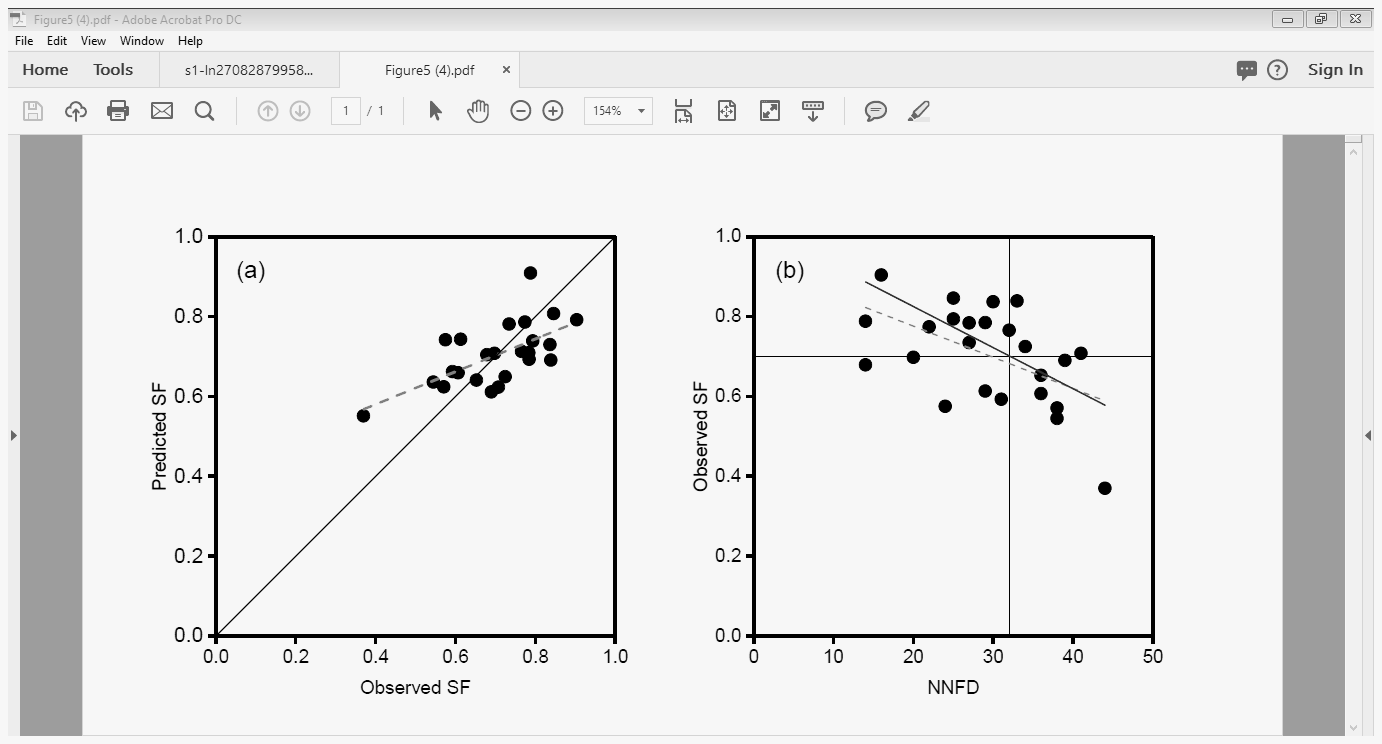 Figure5 (4).pdf - Adobe Acrobat Pro DC
File Edit View Window Help
Home Tools s1-ln27082879958... Figure5 (4).pdf × Sign In
1 / 1 154%
(a)
1.0
0.8
0.6
0.4
0.2
0.0
Predicted SF
0.0 0.2 0.4 0.6 0.8 1.0
Observed SF
(b)
1.0
0.8
0.6
0.4
0.2
0.0
Observed SF
0 10 20 30 40 50
NNFD